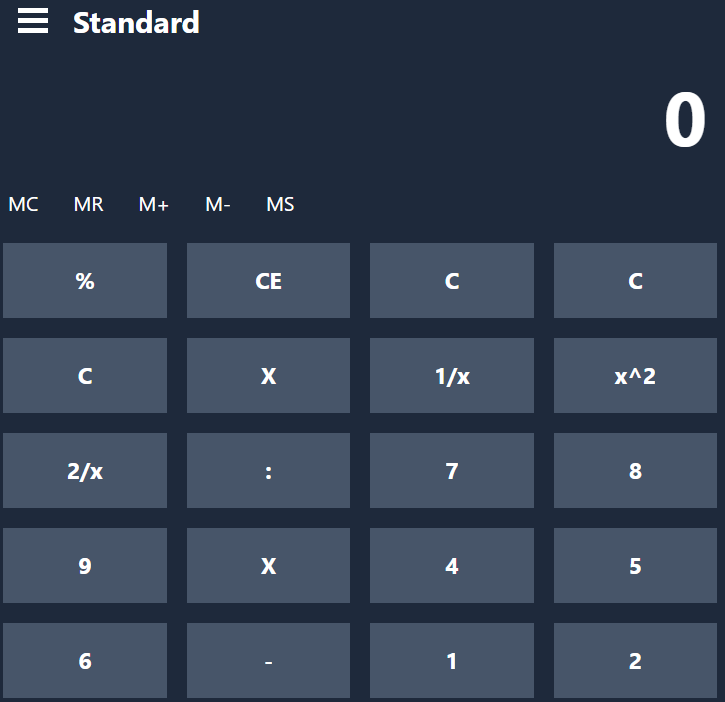 Standard
0
MC MR M+ M- MS
% CE C C
C X 1/x x^2
2/x : 7 8
9 X 4 5
6 - 1 2